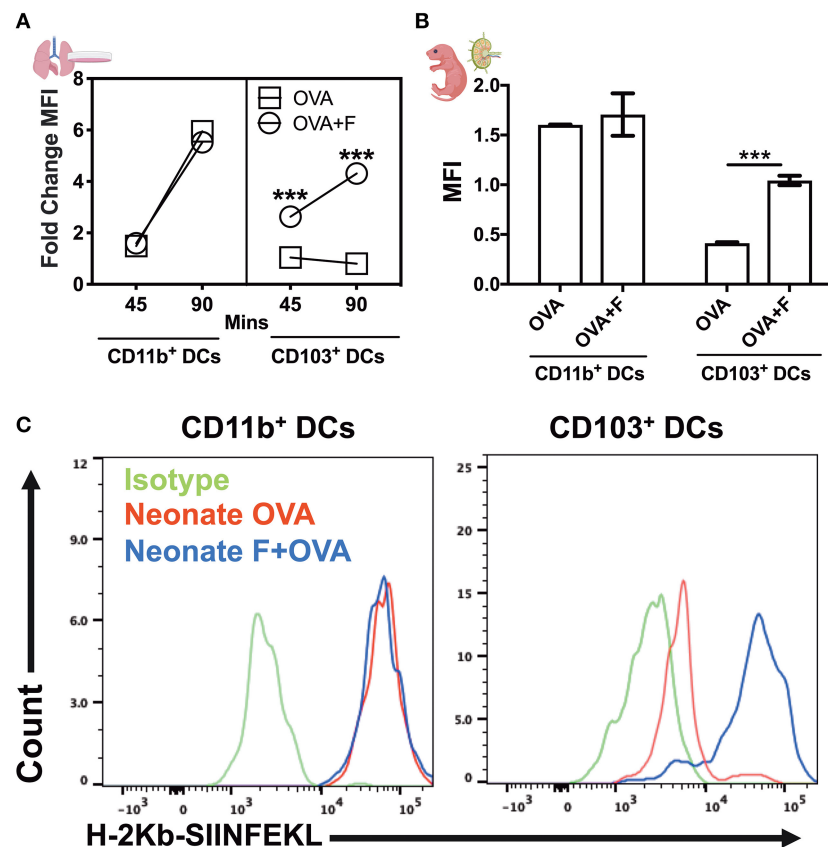 A
Fold Change MFI
8
6
4
2
0
OVA
OVA+F
***
***
45
90
45
90
Mins
CD11b⁺ DCs
CD103⁺ DCs
B
MFI
2.0
1.5
1.0
0.5
0.0
***
OVA
OVA+F
OVA
OVA+F
CD11b⁺ DCs
CD103⁺ DCs
C
CD11b⁺ DCs
CD103⁺ DCs
Isotype
Neonate OVA
Neonate F+OVA
Count
12
9.0
6.0
3.0
0
-10³
0
10³
10⁴
10⁵
25
20
15
10
5.0
0
-10³
0
10³
10⁴
10⁵
H-2Kb-SIINFEKL